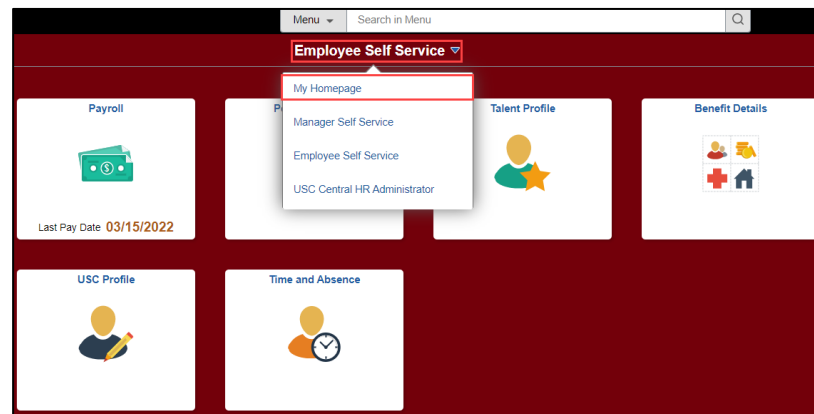 Menu
Search in Menu
Employee Self Service
My Homepage
Manager Self Service
Employee Self Service
USC Central HR Administrator
Payroll
Talent Profile
Benefit Details
Last Pay Date 03/15/2022
USC Profile
Time and Absence